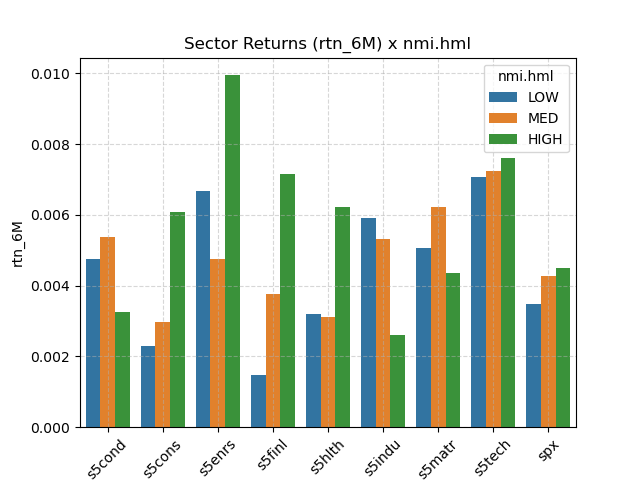 Sector Returns (rtn_6M) x nmi.hml
nmi.hml
LOW
MED
HIGH
rtn_6M
0.010
0.008
0.006
0.004
0.002
0.000
s5cond
s5cons
s5enrs
s5finl
s5hlth
s5indu
s5matr
s5tech
spx